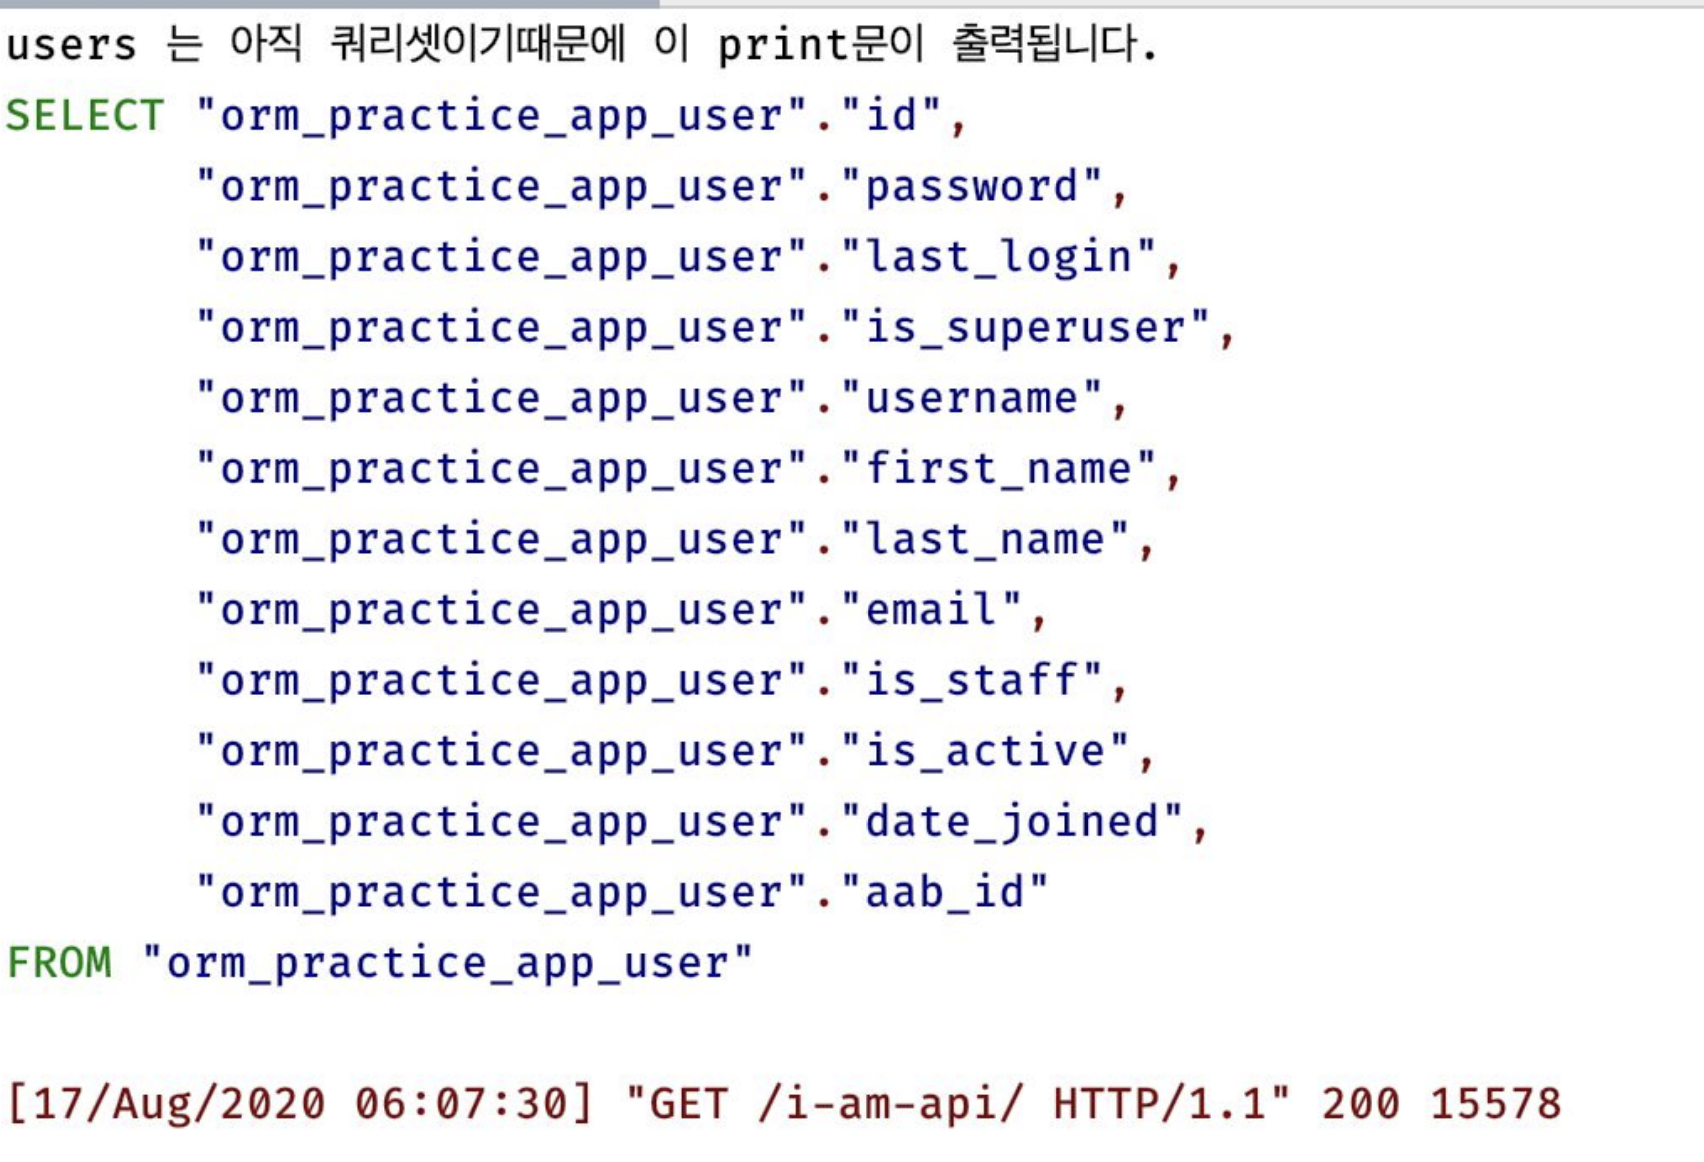 users 는 아직 쿼리셋이기때문에 이 print문이 출력됩니다.
SELECT "orm_practice_app_user"."id",
       "orm_practice_app_user"."password",
       "orm_practice_app_user"."last_login",
       "orm_practice_app_user"."is_superuser",
       "orm_practice_app_user"."username",
       "orm_practice_app_user"."first_name",
       "orm_practice_app_user"."last_name",
       "orm_practice_app_user"."email",
       "orm_practice_app_user"."is_staff",
       "orm_practice_app_user"."is_active",
       "orm_practice_app_user"."date_joined",
       "orm_practice_app_user"."aab_id"
FROM "orm_practice_app_user"
[17/Aug/2020 06:07:30] "GET /i-am-api/ HTTP/1.1" 200 15578